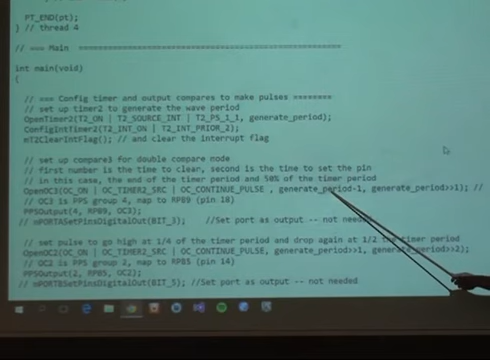 PT_END(pt);
} // thread 4
// === Main ======================================================
int main(void)
{
// === Config timer and output compares to make pulses ========
// set up timer2 to generate the wave period
OpenTimer2(T2_ON | T2_SOURCE_INT | T2_PS_1_1, generate_period);
ConfigIntTimer2(T2_INT_ON | T2_INT_PRIOR_2);
mT2ClearIntFlag(); // and clear the interrupt flag
// set up compare3 for double compare mode
// first number is the time to clear, second is the time to set the pin
// in this case, the end of the timer period and 50% of the timer period
OpenOC3(OC_ON | OC_TIMER2_SRC | OC_CONTINUE_PULSE , generate_period-1, generate_period>>1); //
// OC3 is PPS group 4, map to RPB9 (pin 18)
PPSOutput(4, RPB9, OC3);
// mPORTASetPinsDigitalOut(BIT_3); //Set port as output -- not needed
// set pulse to go high at 1/4 of the timer period and drop again at 1/2 the timer period
OpenOC2(OC_ON | OC_TIMER2_SRC | OC_CONTINUE_PULSE, generate_period>>1, generate_period>>2);
// OC2 is PPS group 2, map to RPB5 (pin 14)
PPSOutput(2, RPB5, OC2);
// mPORTBSetPinsDigitalOut(BIT_5); //Set port as output -- not needed